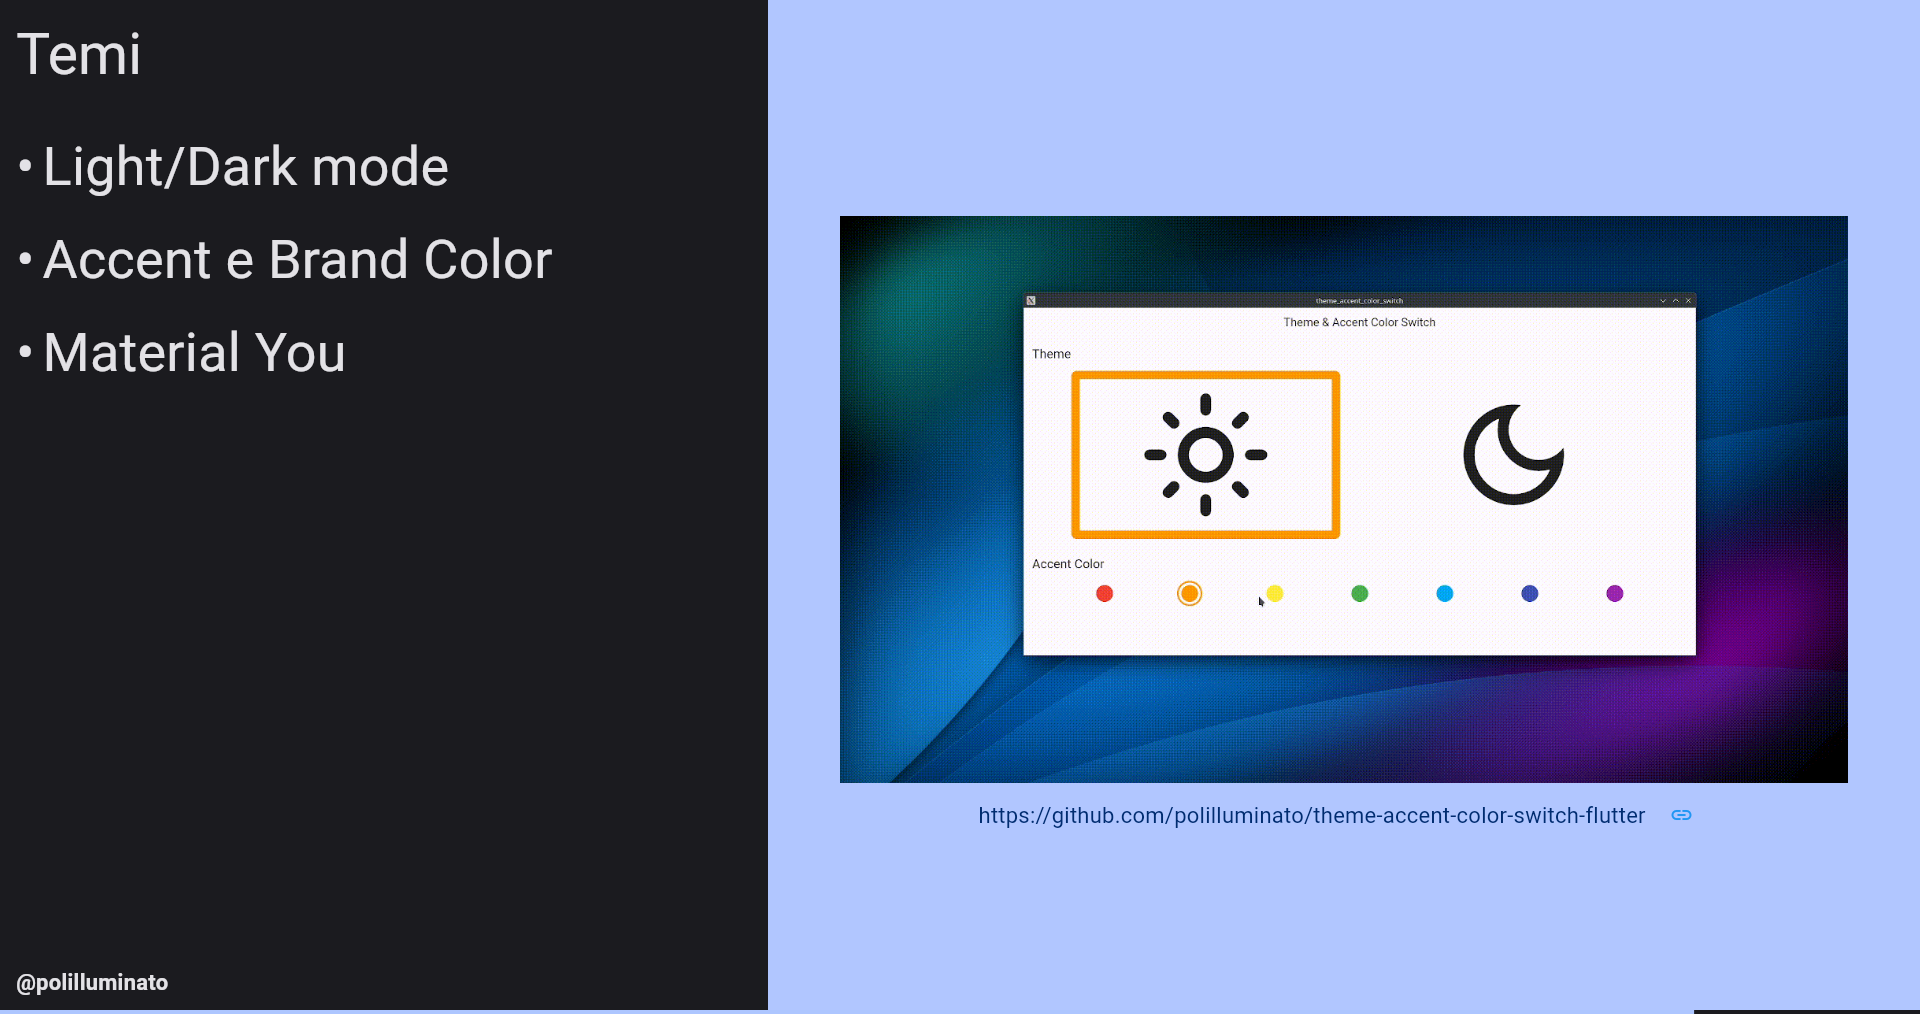 Temi
• Light/Dark mode
• Accent e Brand Color
• Material You
@polilluminato
theme_accent_color_switch
Theme & Accent Color Switch
Theme
Accent Color
https://github.com/polilluminato/theme-accent-color-switch-flutter